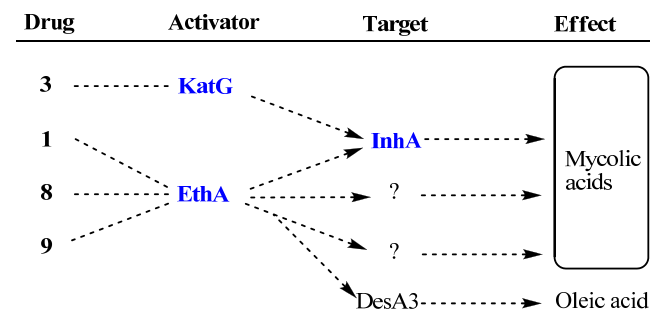 Drug Activator Target Effect
3 KatG
1 InhA
Mycolic
acids
8 EthA ?
9 ?
DesA3 Oleic acid